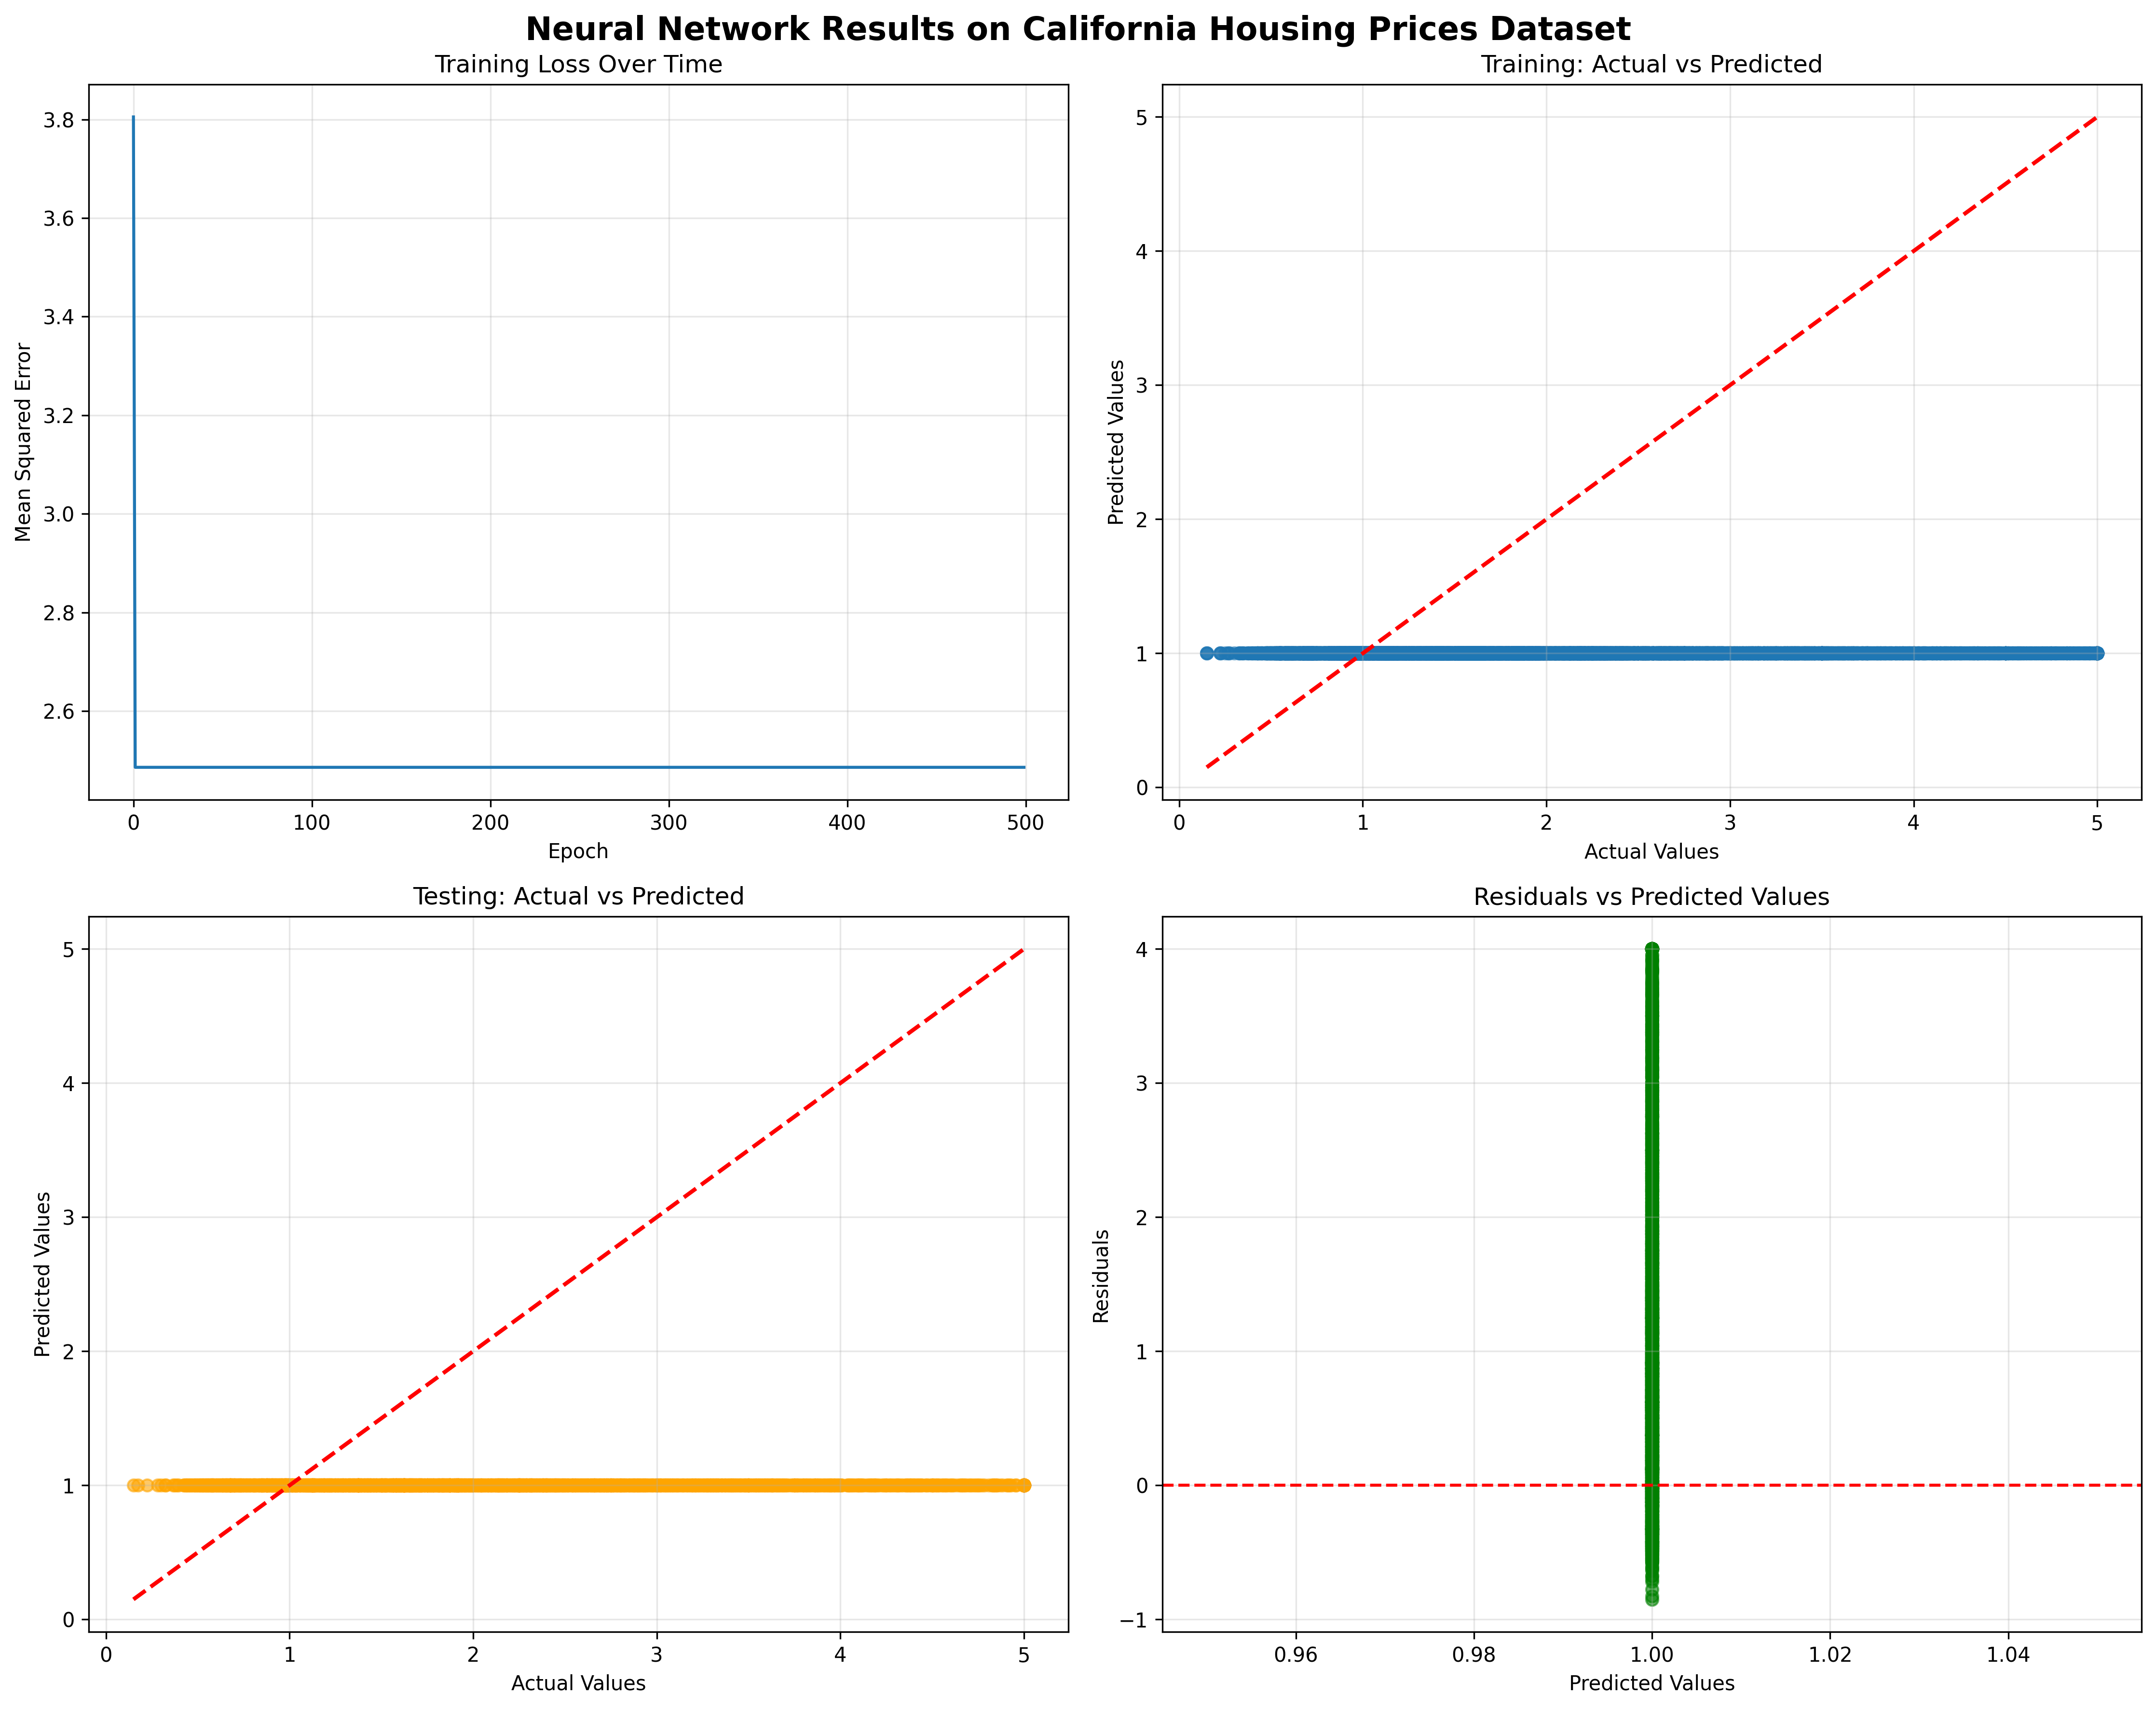 Neural Network Results on California Housing Prices Dataset
Training Loss Over Time
3.8
3.6
3.4
3.2
3.0
2.8
2.6
Mean Squared Error
0 100 200 300 400 500
Epoch
Training: Actual vs Predicted
5
4
3
2
1
0
Predicted Values
0 1 2 3 4 5
Actual Values
Testing: Actual vs Predicted
5
4
3
2
1
0
Predicted Values
0 1 2 3 4 5
Actual Values
Residuals vs Predicted Values
4
3
2
1
0
−1
Residuals
0.96 0.98 1.00 1.02 1.04
Predicted Values